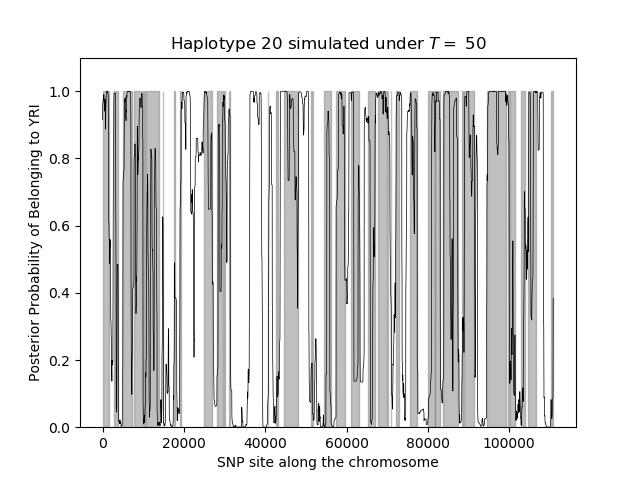 Haplotype 20 simulated under T = 50
Posterior Probability of Belonging to YRI
1.0
0.8
0.6
0.4
0.2
0.0
0 20000 40000 60000 80000 100000
SNP site along the chromosome